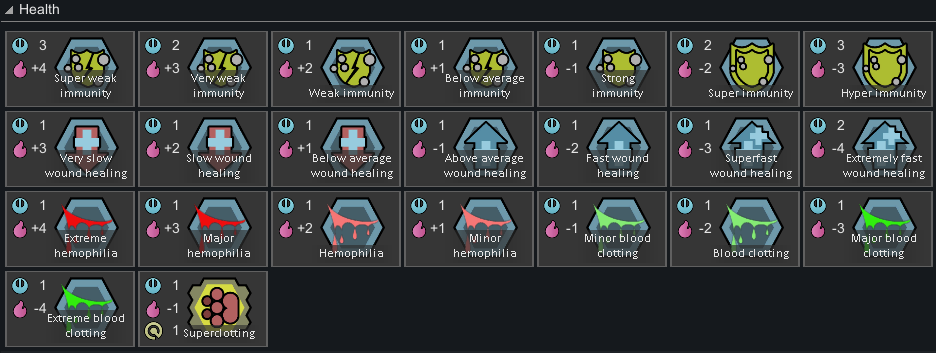 Health
3
+4
Super weak
immunity
2
+3
Very weak
immunity
1
+2
Weak immunity
1
+1
Below average
immunity
1
-1
Strong
immunity
2
-2
Super immunity
3
-3
Hyper immunity
1
+3
Very slow
wound healing
1
+2
Slow wound
healing
1
+1
Below average
wound healing
1
-1
Above average
wound healing
1
-2
Fast wound
healing
1
-3
Superfast
wound healing
2
-4
Extremely fast
wound healing
1
+4
Extreme
hemophilia
1
+3
Major
hemophilia
1
+2
Hemophilia
1
+1
Minor
hemophilia
1
-1
Minor blood
clotting
1
-2
Blood clotting
1
-3
Major blood
clotting
1
-4
Extreme blood
clotting
1
-1
1
Superclotting